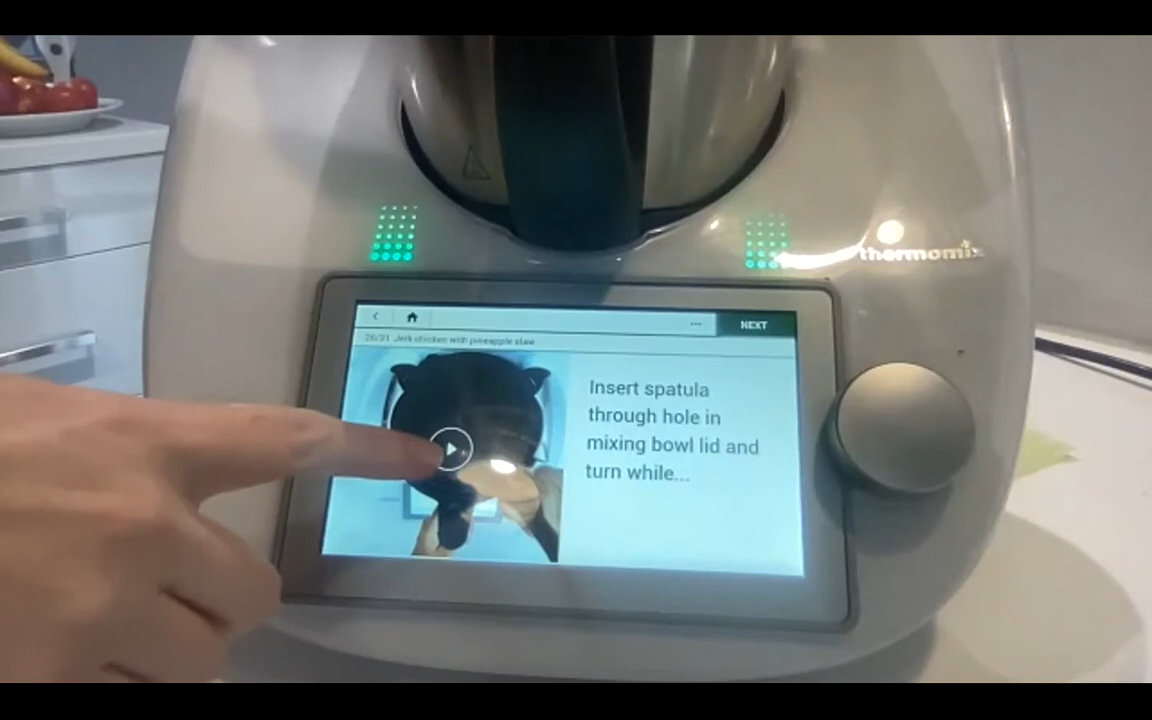 thermomix
NEXT
26/31 Jerk chicken with pineapple slaw
Insert spatula
through hole in
mixing bowl lid and
turn while...